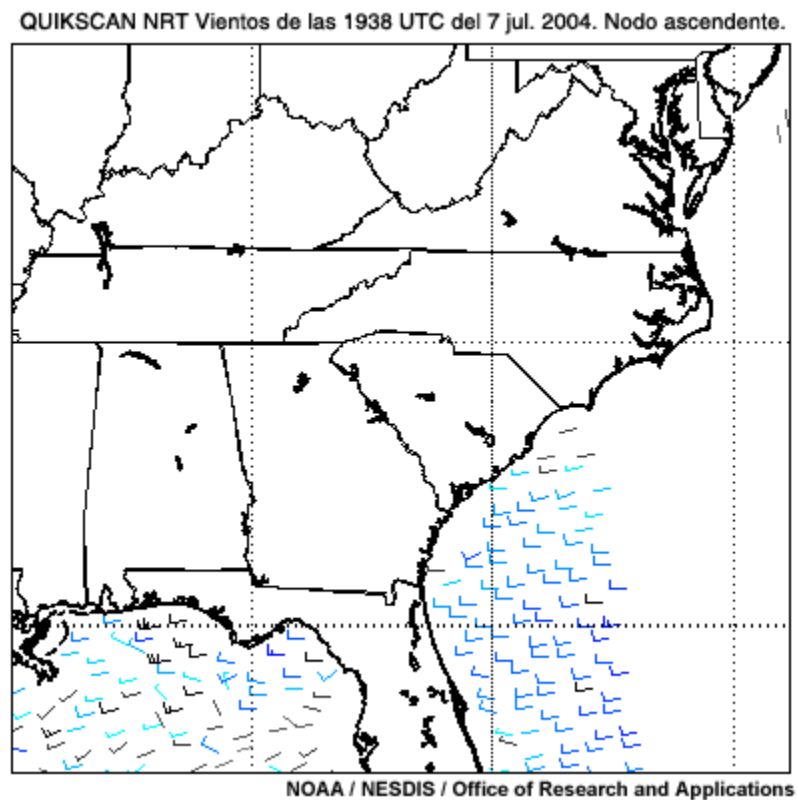 QUIKSCAN NRT Vientos de las 1938 UTC del 7 jul. 2004. Nodo ascendente.
NOAA / NESDIS / Office of Research and Applications